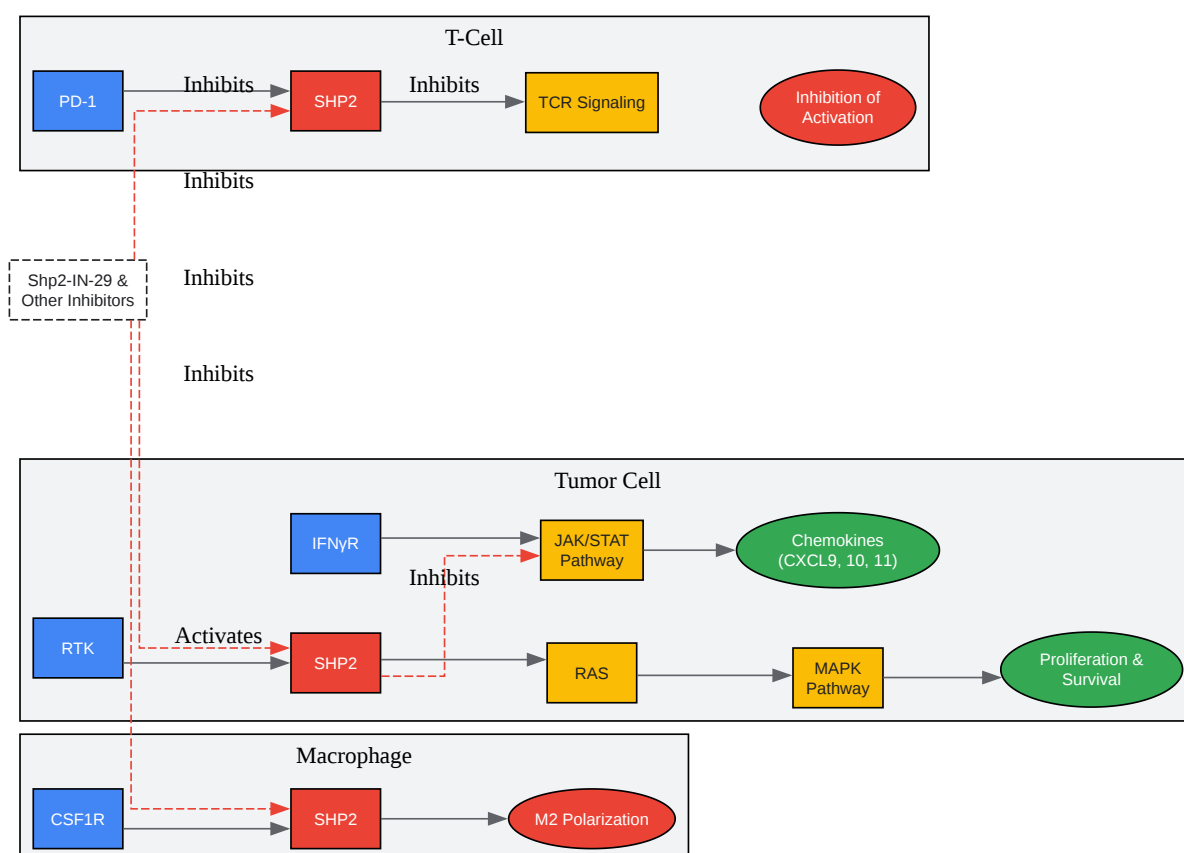 T-Cell
PD-1
Inhibits
SHP2
Inhibits
TCR Signaling
Inhibition of
Activation
Inhibits
Shp2-IN-29 &
Other Inhibitors
Inhibits
Inhibits
Tumor Cell
IFNγR
JAK/STAT
Pathway
Chemokines
(CXCL9, 10, 11)
Inhibits
RTK
Activates
SHP2
RAS
MAPK
Pathway
Proliferation &
Survival
Macrophage
CSF1R
SHP2
M2 Polarization